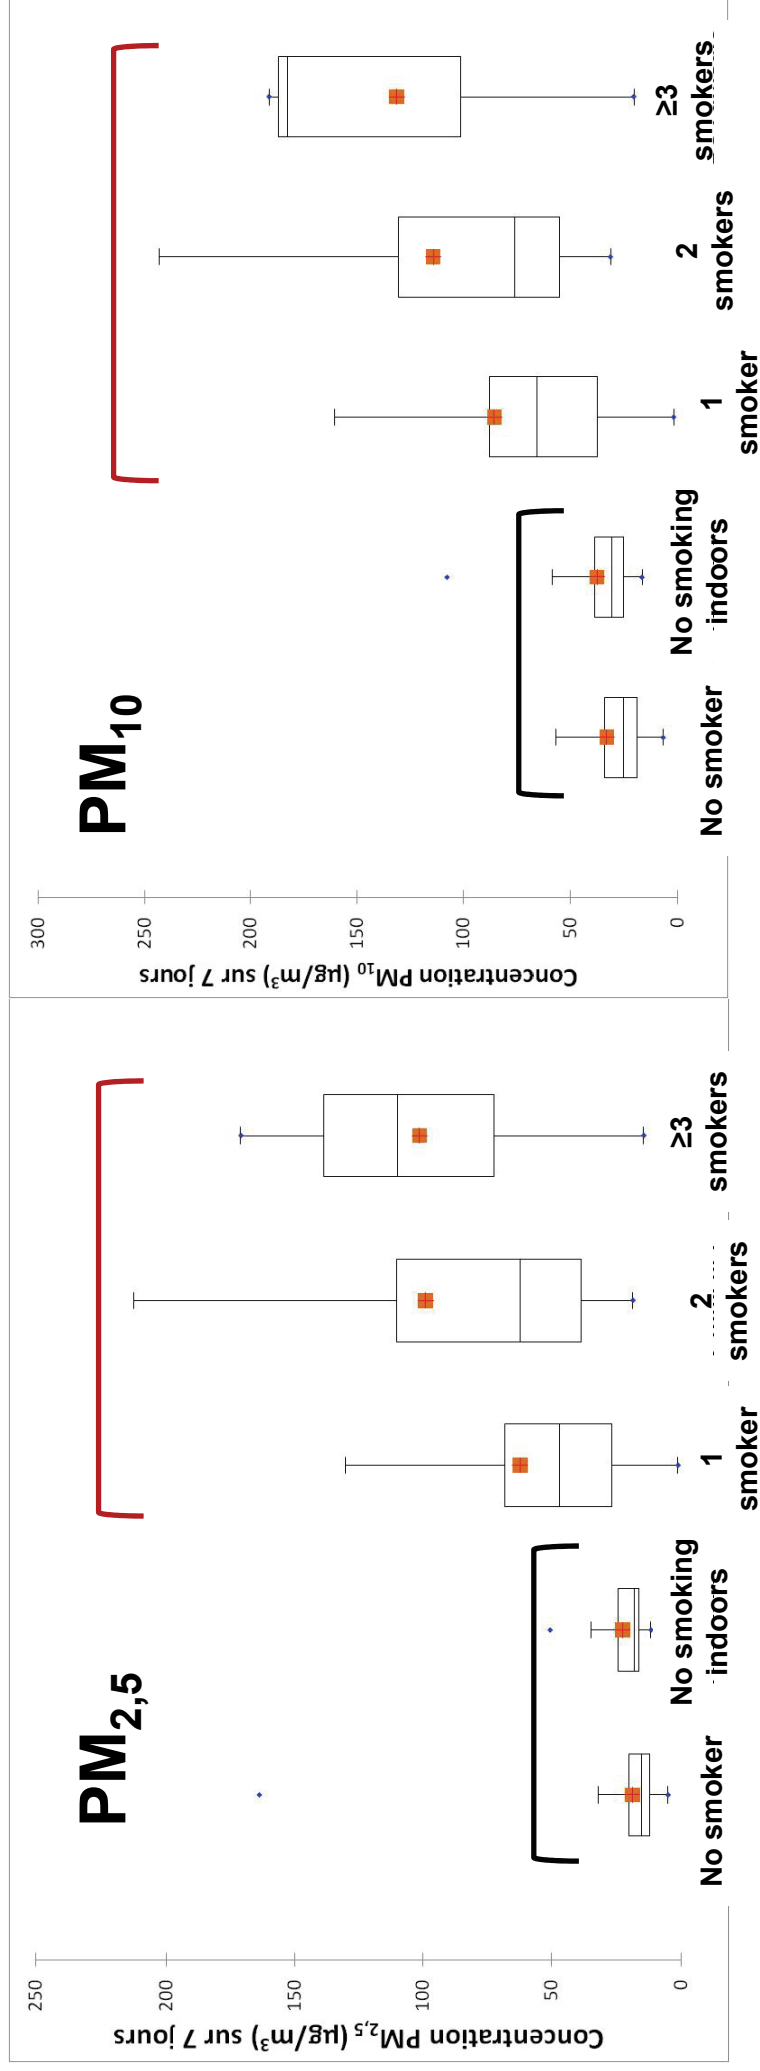 PM2,5
Concentration PM2,5 (µg/m³) sur 7 jours
250
200
150
100
50
0
No smoker
No smoking
indoors
1
smoker
2
smokers
≥3
smokers
PM10
Concentration PM10 (µg/m³) sur 7 jours
300
250
200
150
100
50
0
No smoker
No smoking
indoors
1
smoker
2
smokers
≥3
smokers